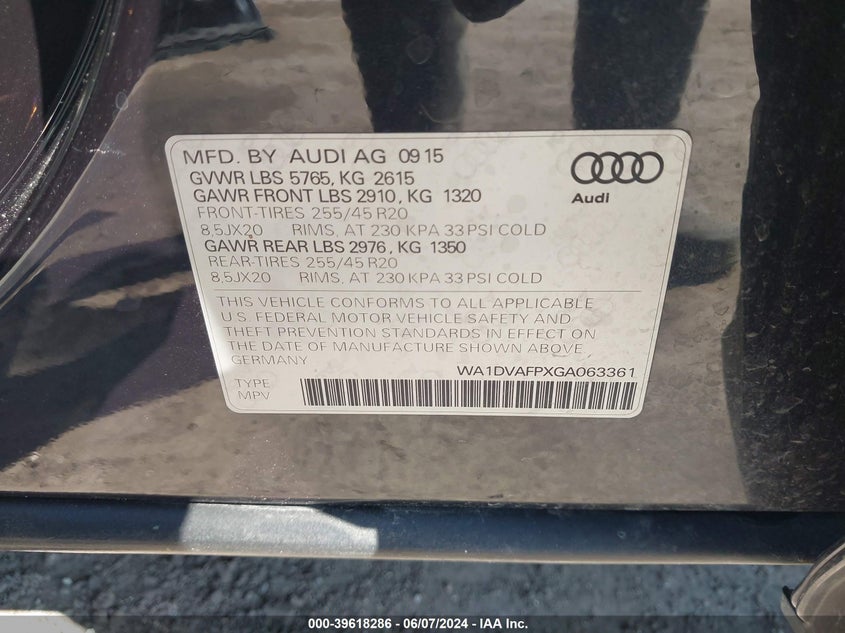 MFD. BY AUDI AG 09 15
GVWR LBS 5765, KG 2615
GAWR FRONT LBS 2910, KG 1320
FRONT-TIRES 255/45 R20
8,5JX20 RIMS, AT 230 KPA 33 PSI COLD
GAWR REAR LBS 2976, KG 1350
REAR-TIRES 255/45 R20
8,5JX20 RIMS, AT 230 KPA 33 PSI COLD
Audi
THIS VEHICLE CONFORMS TO ALL APPLICABLE
U.S. FEDERAL MOTOR VEHICLE SAFETY AND
THEFT PREVENTION STANDARDS IN EFFECT ON
THE DATE OF MANUFACTURE SHOWN ABOVE.
GERMANY
WA1DVAFPXGA063361
TYPE
MPV
000-39618286 - 06/07/2024 - IAA Inc.